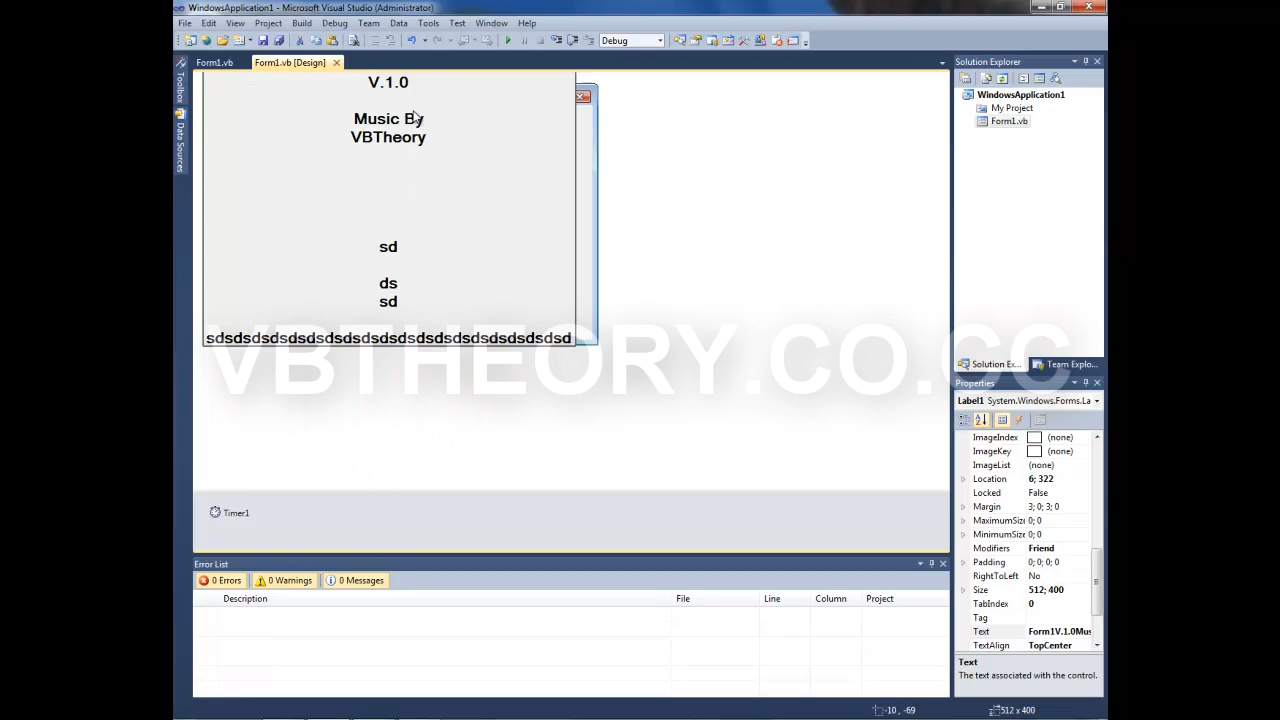 WindowsApplication1 - Microsoft Visual Studio (Administrator)
File Edit View Project Build Debug Team Data Tools Test Window Help
Debug
Form1.vb Form1.vb [Design]
Solution Explorer
WindowsApplication1
My Project
Form1.vb
Toolbox
Data Sources
V.1.0
Music By
VBTheory
sd
ds
sd
sdsdsdsdsdsdsdsdsdsdsdsdsdsdsdsdsdsdsdsd
VBTHEORY.CO.CC
Solution Ex... Team Explo...
Properties
Label1 System.Windows.Forms.La
ImageIndex (none)
ImageKey (none)
ImageList (none)
Location 6; 322
Locked False
Margin 3; 0; 3; 0
MaximumSiz 0; 0
MinimumSize 0; 0
Modifiers Friend
Padding 0; 0; 0; 0
RightToLeft No
Size 512; 400
TabIndex 0
Tag
Text Form1V.1.0Mus
TextAlign TopCenter
Text
The text associated with the control.
Timer1
Error List
0 Errors 0 Warnings 0 Messages
Description File Line Column Project
-10 , -69 512 x 400